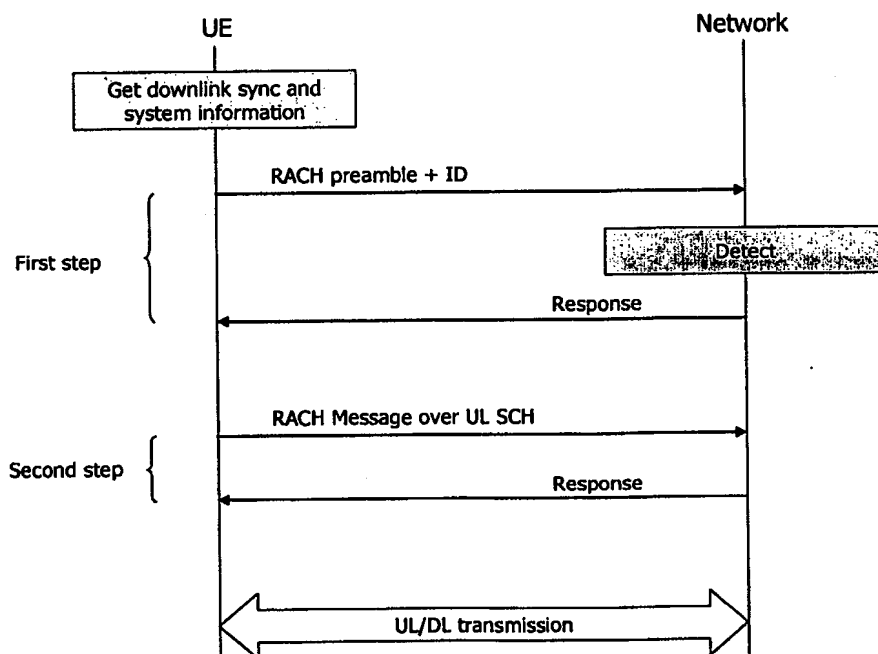 UE
Network
Get downlink sync and
system information
RACH preamble + ID
Detect
First step
Response
RACH Message over UL SCH
Second step
Response
UL/DL transmission